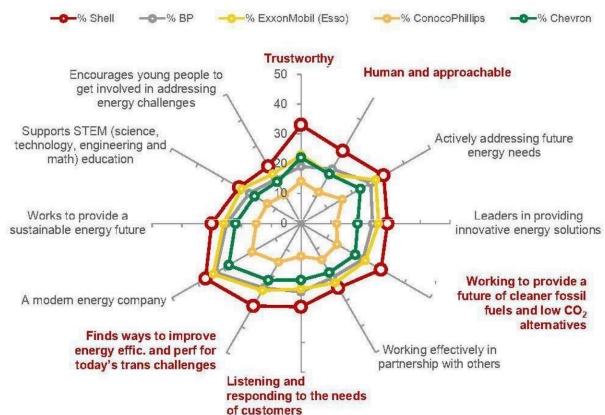 % Shell
% BP
% ExxonMobil (Esso)
% ConocoPhillips
% Chevron
Trustworthy
Human and approachable
Actively addressing future
energy needs
Leaders in providing
innovative energy solutions
Working to provide a
future of cleaner fossil
fuels and low CO2
alternatives
Working effectively in
partnership with others
Listening and
responding to the needs
of customers
Finds ways to improve
energy effic. and perf for
today's trans challenges
A modern energy company
Works to provide a
sustainable energy future
Supports STEM (science,
technology, engineering and
math) education
Encourages young people to
get involved in addressing
energy challenges
50
40
30
20
10
0